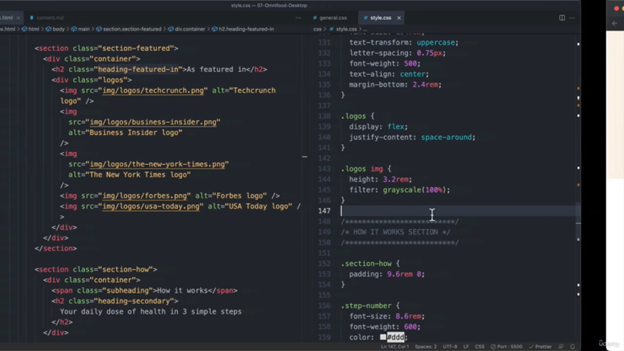 style.css — 07-Omnifood-Desktop
content.md
general.css
style.css
html > body > main > section.section-featured > div.container > h2.heading-featured-in
css > style.css
<section class="section-featured">
<div class="container">
<h2 class="heading-featured-in">As featured in</h2>
<div class="logos">
<img src="img/logos/techcrunch.png" alt="Techcrunch
logo" />
<img
src="img/logos/business-insider.png"
alt="Business Insider logo"
/>
<img
src="img/logos/the-new-york-times.png"
alt="The New York Times logo"
/>
<img src="img/logos/forbes.png" alt="Forbes logo" />
<img src="img/logos/usa-today.png" alt="USA Today logo" /
>
</div>
</div>
</section>
<section class="section-how">
<div class="container">
<span class="subheading">How it works</span>
<h2 class="heading-secondary">
Your daily dose of health in 3 simple steps
</h2>
</div>
131 text-transform: uppercase;
132 letter-spacing: 0.75px;
133 font-weight: 500;
134 text-align: center;
135 margin-bottom: 2.4rem;
136 }
137
138 .logos {
139 display: flex;
140 justify-content: space-around;
141 }
142
143 .logos img {
144 height: 3.2rem;
145 filter: grayscale(100%);
146 }
147
148 /**************************/
149 /* HOW IT WORKS SECTION */
150 /**************************/
151
152 .section-how {
153 padding: 9.6rem 0;
154 }
155
156 .step-number {
157 font-size: 8.6rem;
158 font-weight: 600;
159 color: #ddd;
Ln 147, Col 1 Spaces: 2 UTF-8 LF CSS Port : 5500 Prettier